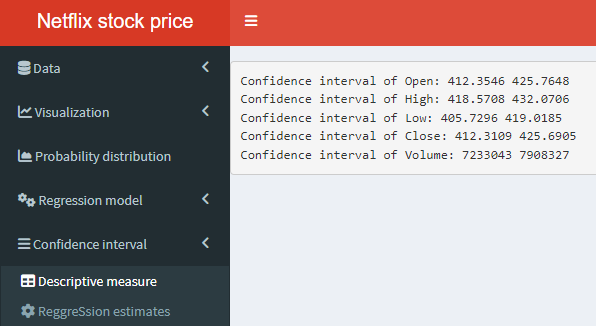 Netflix stock price
Data
Visualization
Probability distribution
Regression model
Confidence interval
Descriptive measure
ReggreSsion estimates
Confidence interval of Open: 412.3546 425.7648
Confidence interval of High: 418.5708 432.0706
Confidence interval of Low: 405.7296 419.0185
Confidence interval of Close: 412.3109 425.6905
Confidence interval of Volume: 7233043 7908327